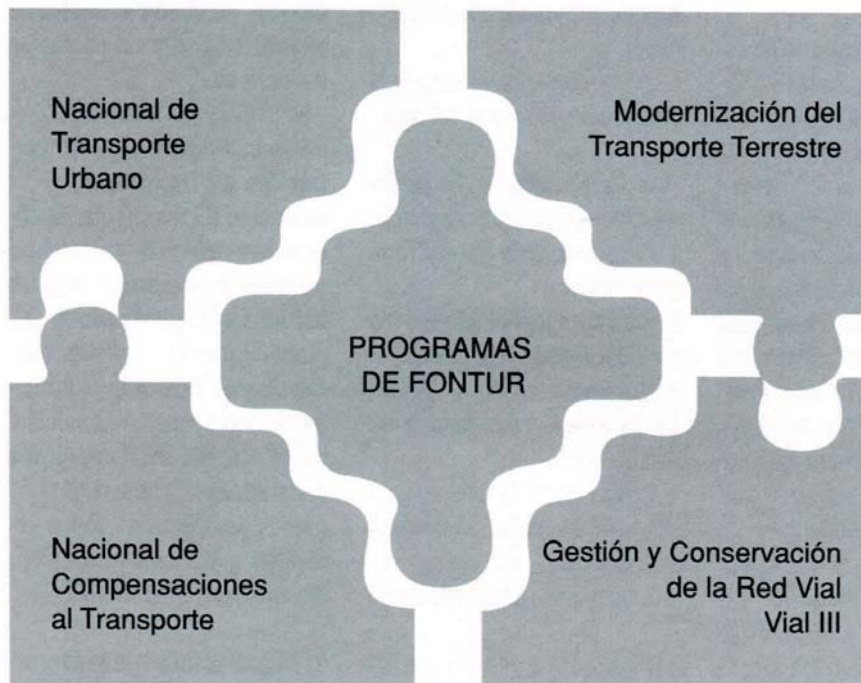 Nacional de
Transporte
Urbano
Modernización del
Transporte Terrestre
PROGRAMAS
DE FONTUR
Nacional de
Compensaciones
al Transporte
Gestión y Conservación
de la Red Vial
Vial III